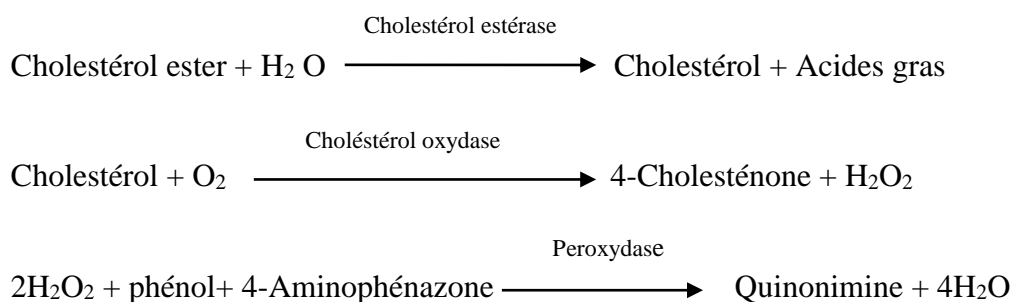 Cholestérol estérase
Cholestérol ester + H₂ O ⟶ Cholestérol + Acides gras
Choléstérol oxydase
Cholestérol + O₂ ⟶ 4-Cholesténone + H₂O₂
Peroxydase
2H₂O₂ + phénol+ 4-Aminophénazone ⟶ Quinonimine + 4H₂O